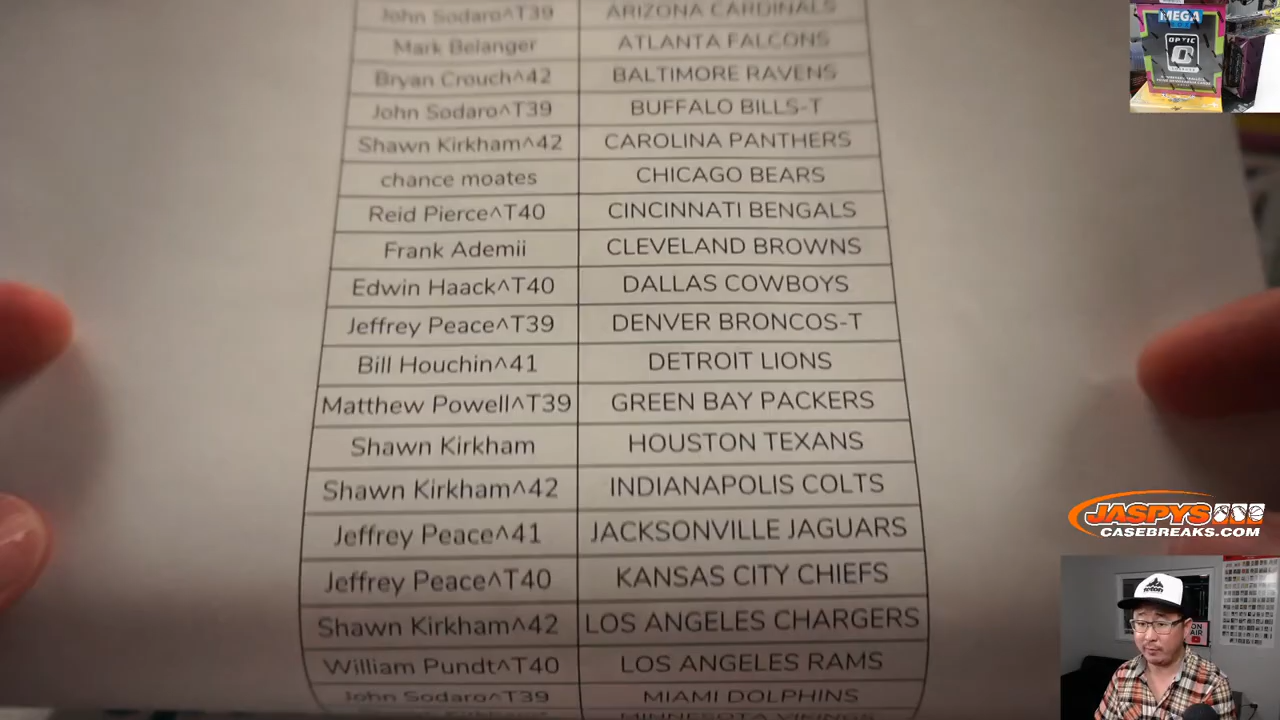 John Sodaro^T39 ARIZONA CARDINALS
Mark Belanger ATLANTA FALCONS
Bryan Crouch^42 BALTIMORE RAVENS
John Sodaro^T39 BUFFALO BILLS-T
Shawn Kirkham^42 CAROLINA PANTHERS
chance moates CHICAGO BEARS
Reid Pierce^T40 CINCINNATI BENGALS
Frank Ademii CLEVELAND BROWNS
Edwin Haack^T40 DALLAS COWBOYS
Jeffrey Peace^T39 DENVER BRONCOS-T
Bill Houchin^41 DETROIT LIONS
Matthew Powell^T39 GREEN BAY PACKERS
Shawn Kirkham HOUSTON TEXANS
Shawn Kirkham^42 INDIANAPOLIS COLTS
Jeffrey Peace^41 JACKSONVILLE JAGUARS
Jeffrey Peace^T40 KANSAS CITY CHIEFS
Shawn Kirkham^42 LOS ANGELES CHARGERS
William Pundt^T40 LOS ANGELES RAMS
John Sodaro^T39 MIAMI DOLPHINS
MINNESOTA VIKINGS
MEGA
OPTIC
JASPYS
CASEBREAKS.COM
ON
AIR